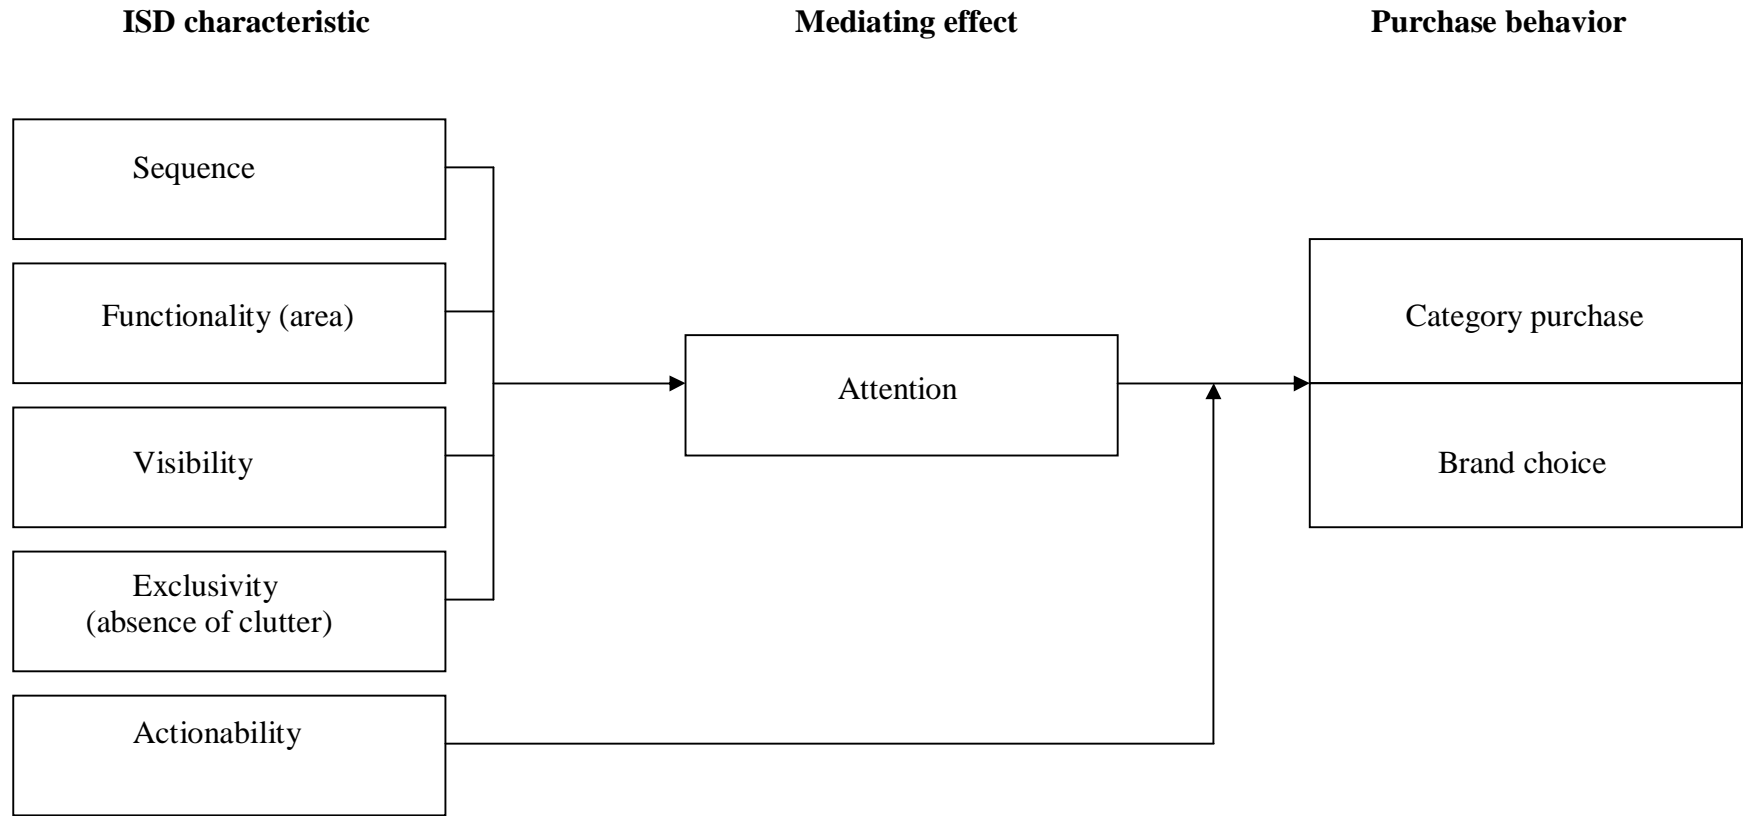 ISD characteristic
Mediating effect
Purchase behavior
Sequence
Functionality (area)
Visibility
Exclusivity
(absence of clutter)
Actionability
Attention
Category purchase
Brand choice